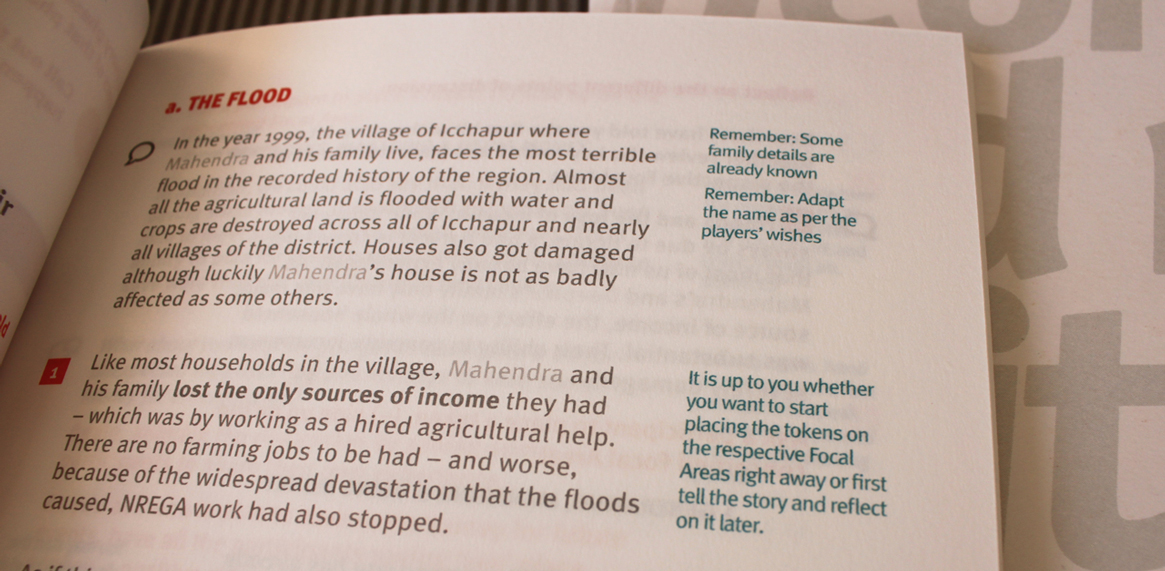 a. THE FLOOD
In the year 1999, the village of Icchapur where
Mahendra and his family live, faces the most terrible
flood in the recorded history of the region. Almost
all the agricultural land is flooded with water and
crops are destroyed across all of Icchapur and nearly
all villages of the district. Houses also got damaged
although luckily Mahendra's house is not as badly
affected as some others.
Remember: Some
family details are
already known
Remember: Adapt
the name as per the
players' wishes
1
Like most households in the village, Mahendra and
his family lost the only sources of income they had
– which was by working as a hired agricultural help.
There are no farming jobs to be had – and worse,
because of the widespread devastation that the floods
caused, NREGA work had also stopped.
It is up to you whether
you want to start
placing the tokens on
the respective Focal
Areas right away or first
tell the story and reflect
on it later.